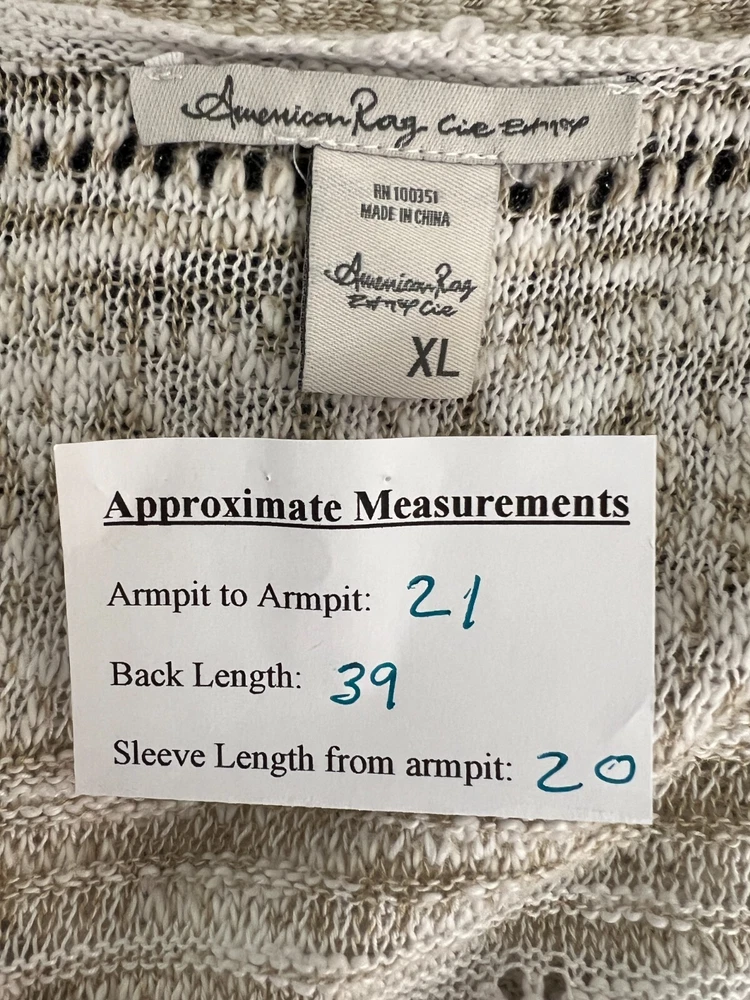 American Rag Cie
RN 100351
MADE IN CHINA
American Rag
Cie
XL
Approximate Measurements
Armpit to Armpit: 21
Back Length: 39
Sleeve Length from armpit: 20